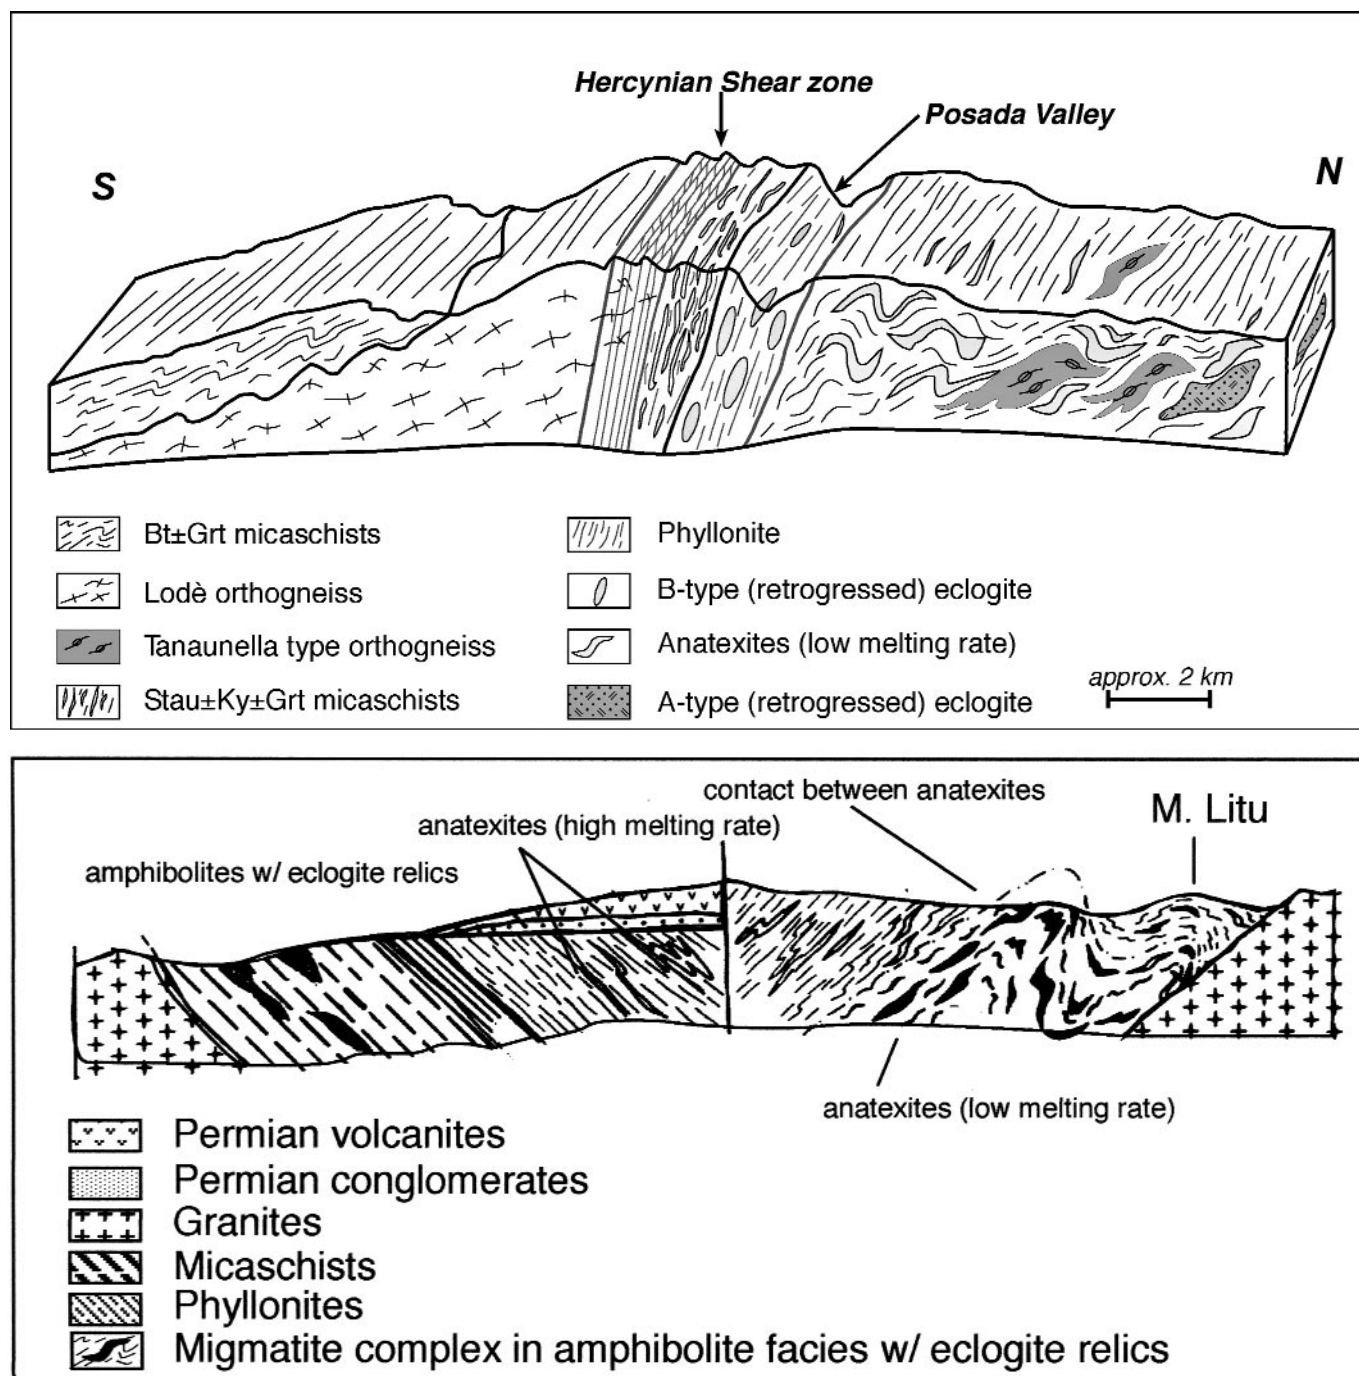 Hercynian Shear zone
Posada Valley
S
N
Bt±Grt micaschists
Lodè orthogneiss
Tanaunella type orthogneiss
Stau±Ky±Grt micaschists
Phyllonite
B-type (retrogressed) eclogite
Anatexites (low melting rate)
A-type (retrogressed) eclogite
approx. 2 km
contact between anatexites
M. Litu
anatexites (high melting rate)
amphibolites w/ eclogite relics
anatexites (low melting rate)
Permian volcanites
Permian conglomerates
Granites
Micaschists
Phyllonites
Migmatite complex in amphibolite facies w/ eclogite relics